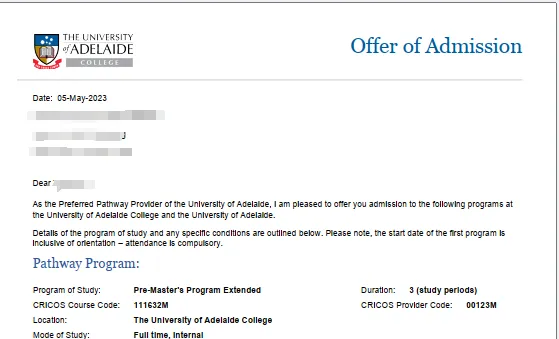 THE UNIVERSITY
of ADELAIDE
COLLEGE
Offer of Admission
Date: 05-May-2023
J
Dear
As the Preferred Pathway Provider of the University of Adelaide, I am pleased to offer you admission to the following programs at
the University of Adelaide College and the University of Adelaide.
Details of the program of study and any specific conditions are outlined below. Please note, the start date of the first program is
inclusive of orientation – attendance is compulsory.
Pathway Program:
Program of Study: Pre-Master's Program Extended Duration: 3 (study periods)
CRICOS Course Code: 111632M CRICOS Provider Code: 00123M
Location: The University of Adelaide College
Mode of Study: Full time, Internal